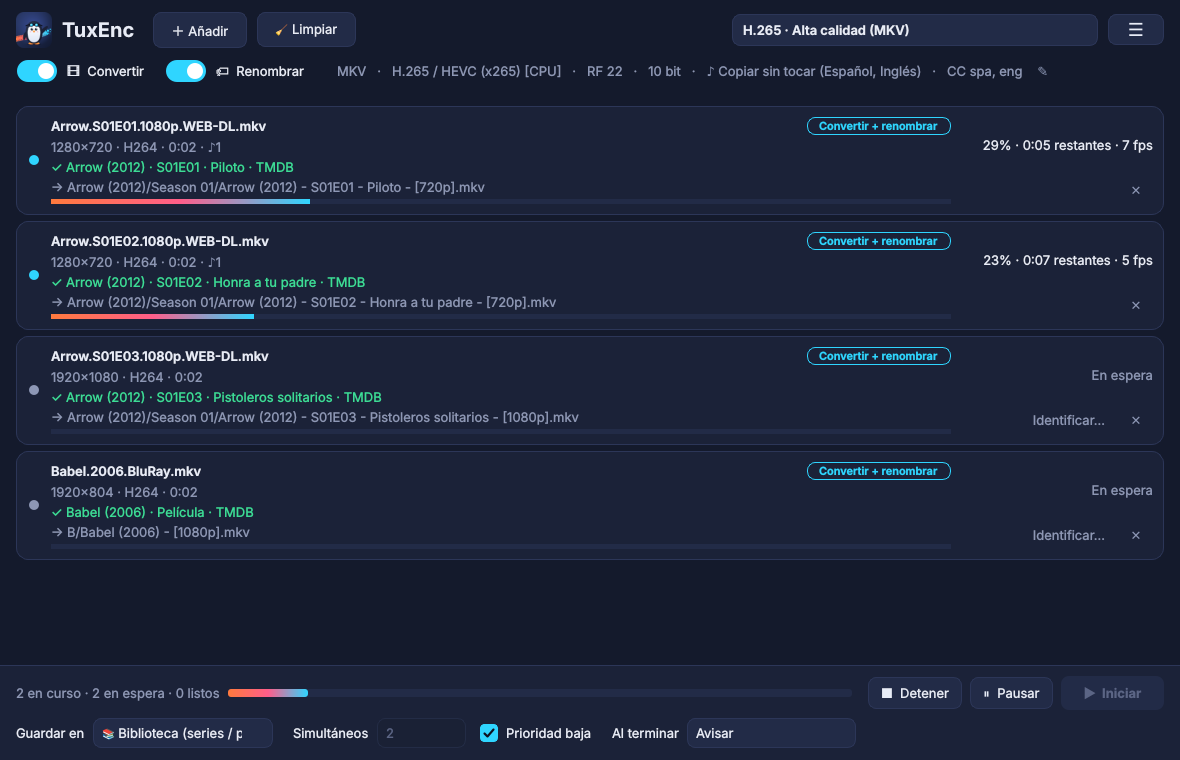 TuxEnc
+ Añadir
Limpiar
H.265 · Alta calidad (MKV)
Convertir
Renombrar
MKV · H.265 / HEVC (x265) [CPU] · RF 22 · 10 bit · ♪ Copiar sin tocar (Español, Inglés) · CC spa, eng
Arrow.S01E01.1080p.WEB-DL.mkv
Convertir + renombrar
1280×720 · H264 · 0:02 · ♪1
29% · 0:05 restantes · 7 fps
✓ Arrow (2012) · S01E01 · Piloto · TMDB
→ Arrow (2012)/Season 01/Arrow (2012) - S01E01 - Piloto - [720p].mkv
Arrow.S01E02.1080p.WEB-DL.mkv
Convertir + renombrar
1280×720 · H264 · 0:02 · ♪1
23% · 0:07 restantes · 5 fps
✓ Arrow (2012) · S01E02 · Honra a tu padre · TMDB
→ Arrow (2012)/Season 01/Arrow (2012) - S01E02 - Honra a tu padre - [720p].mkv
Arrow.S01E03.1080p.WEB-DL.mkv
Convertir + renombrar
1920×1080 · H264 · 0:02
En espera
✓ Arrow (2012) · S01E03 · Pistoleros solitarios · TMDB
→ Arrow (2012)/Season 01/Arrow (2012) - S01E03 - Pistoleros solitarios - [1080p].mkv
Identificar...
Babel.2006.BluRay.mkv
Convertir + renombrar
1920×804 · H264 · 0:02
En espera
✓ Babel (2006) · Película · TMDB
→ B/Babel (2006) - [1080p].mkv
Identificar...
2 en curso · 2 en espera · 0 listos
Detener
Pausar
Iniciar
Guardar en
Biblioteca (series / p
Simultáneos
2
Prioridad baja
Al terminar
Avisar